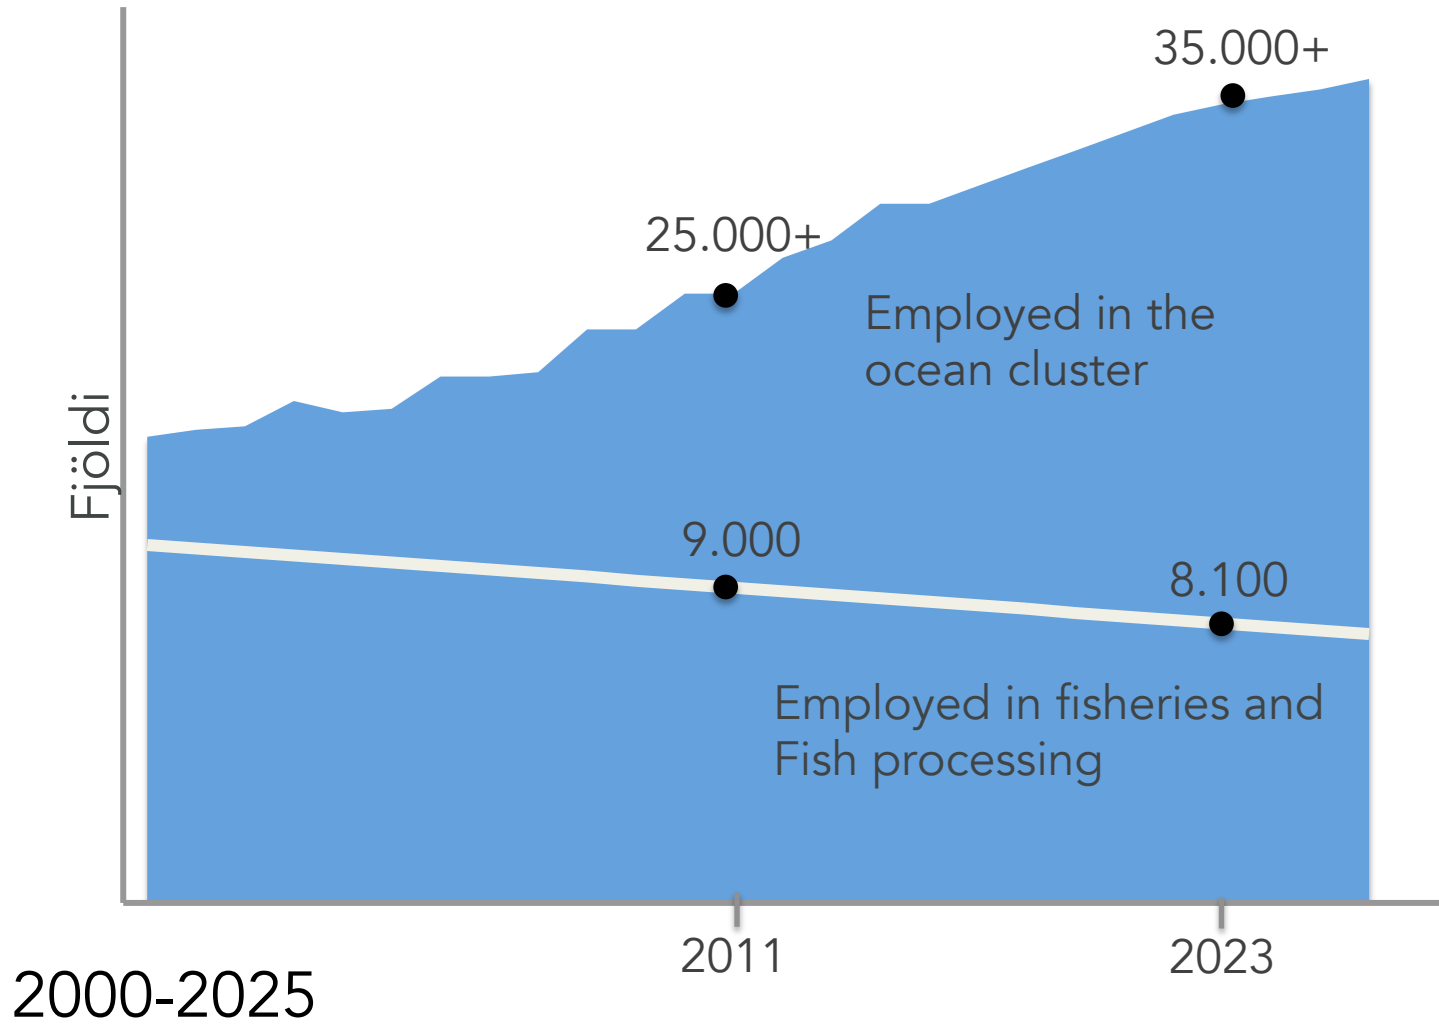 35.000+
25.000+
Employed in the
ocean cluster
Fjöldi
9.000
8.100
Employed in fisheries and
Fish processing
2011
2023
2000-2025